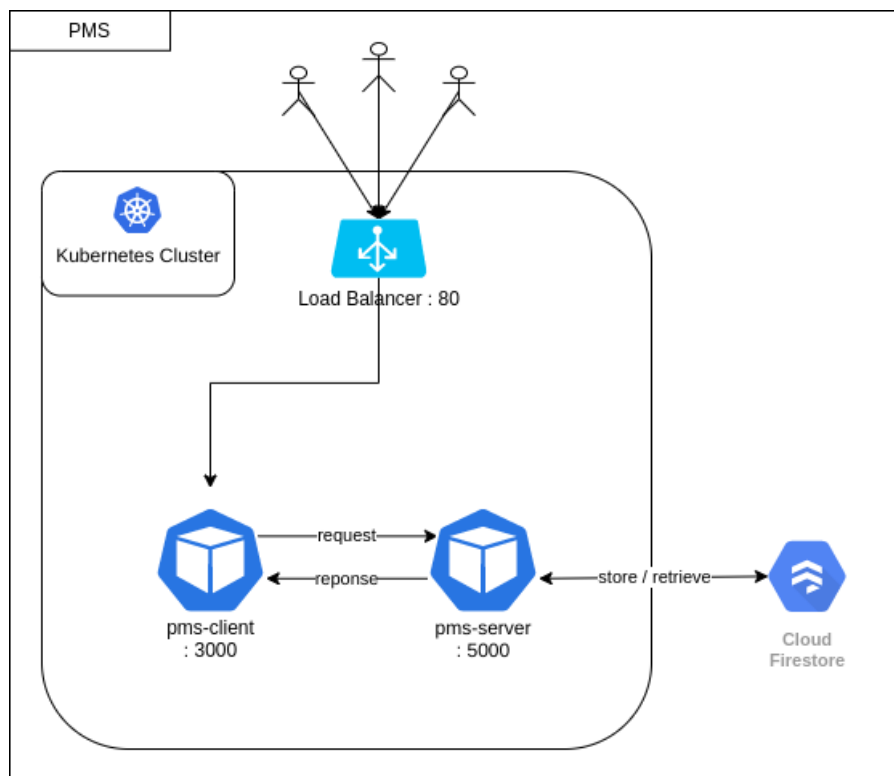 PMS
Kubernetes Cluster
Load Balancer : 80
request
reponse
store / retrieve
pms-client
: 3000
pms-server
: 5000
Cloud
Firestore